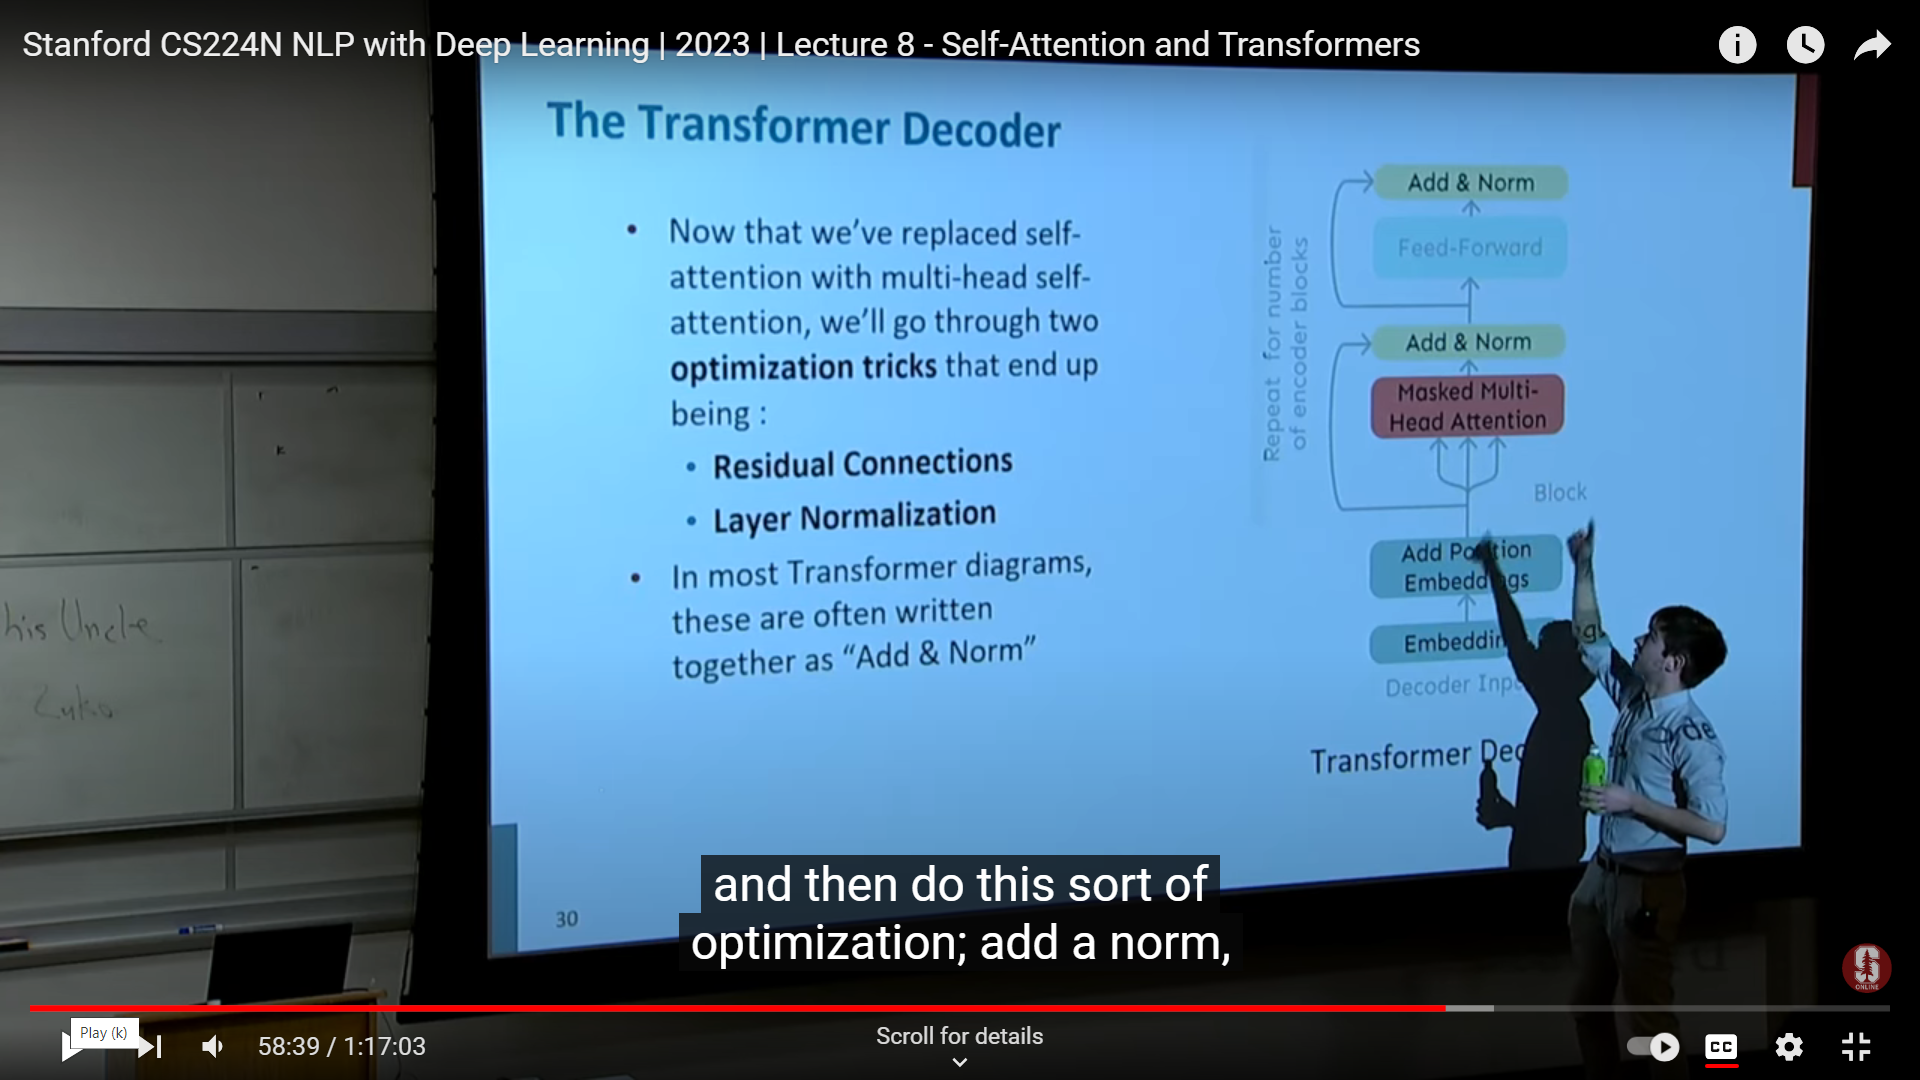 Stanford CS224N NLP with Deep Learning | 2023 | Lecture 8 - Self-Attention and Transformers
The Transformer Decoder
• Now that we've replaced self-
attention with multi-head self-
attention, we'll go through two
optimization tricks that end up
being :
• Residual Connections
• Layer Normalization
• In most Transformer diagrams,
these are often written
together as “Add & Norm”
30
Add & Norm
Feed-Forward
Add & Norm
Masked Multi-
Head Attention
Repeat for number
of encoder blocks
Block
Add Position
Embeddings
Decoder
Transformer
his Uncle
and then do this sort of
optimization; add a norm,
S
ONLINE
Play (k)
58:39 / 1:17:03
Scroll for details
CC